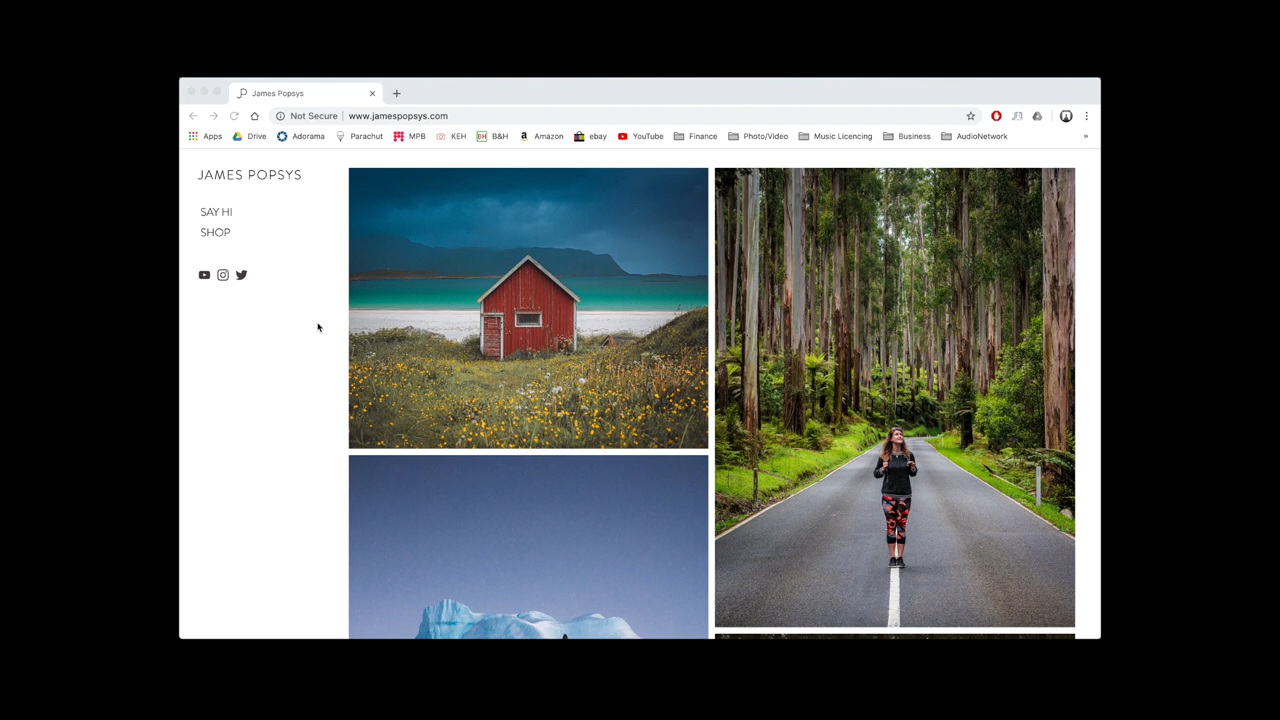 James Popsys
Not Secure www.jamespopsys.com
Apps Drive Adorama Parachut MPB KEH B&H Amazon ebay YouTube Finance Photo/Video Music Licencing Business AudioNetwork »
JAMES POPSYS
SAY HI
SHOP